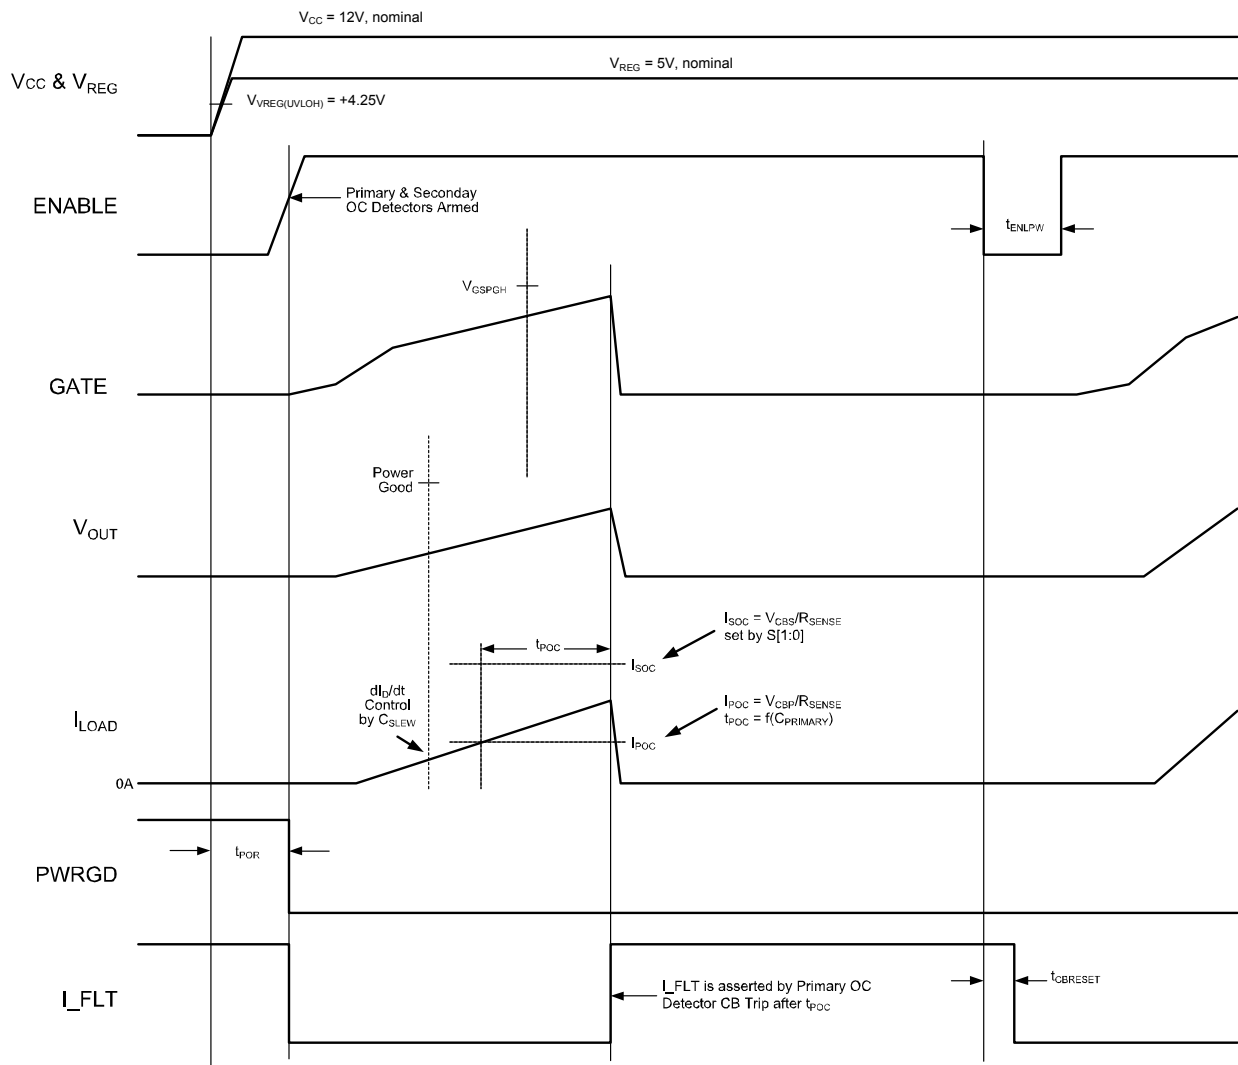 V_CC = 12V, nominal
V_REG = 5V, nominal
VCC & V_REG
V_VREG(UVLOH) = +4.25V
ENABLE
Primary & Seconday
OC Detectors Armed
t_ENLPW
V_GSPGH
GATE
Power
Good
V_OUT
I_SOC = V_CBS/R_SENSE
set by S[1:0]
t_POC
I_SOC
dI_D/dt
Control
by C_SLEW
I_POC = V_CBP/R_SENSE
t_POC = f(C_PRIMARY)
I_LOAD
I_POC
0A
t_POR
PWRGD
I_FLT
I_FLT is asserted by Primary OC
Detector CB Trip after t_POC
t_CBRESET